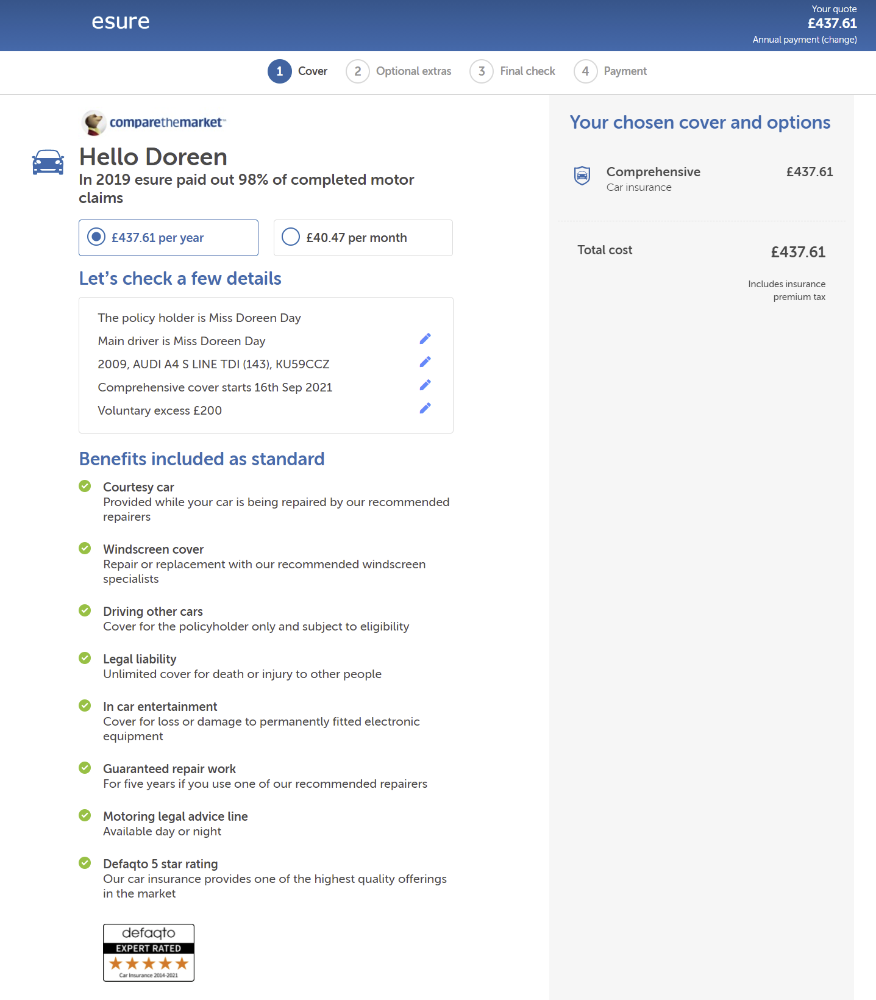 esure
Your quote
£437.61
Annual payment (change)
1 Cover 2 Optional extras 3 Final check 4 Payment
comparethemarket™
Hello Doreen
In 2019 esure paid out 98% of completed motor
claims
£437.61 per year
£40.47 per month
Let’s check a few details
The policy holder is Miss Doreen Day
Main driver is Miss Doreen Day
2009, AUDI A4 S LINE TDI (143), KU59CCZ
Comprehensive cover starts 16th Sep 2021
Voluntary excess £200
Benefits included as standard
Courtesy car
Provided while your car is being repaired by our recommended
repairers
Windscreen cover
Repair or replacement with our recommended windscreen
specialists
Driving other cars
Cover for the policyholder only and subject to eligibility
Legal liability
Unlimited cover for death or injury to other people
In car entertainment
Cover for loss or damage to permanently fitted electronic
equipment
Guaranteed repair work
For five years if you use one of our recommended repairers
Motoring legal advice line
Available day or night
Defaqto 5 star rating
Our car insurance provides one of the highest quality offerings
in the market
defaqto
EXPERT RATED
Car Insurance 2014-2021
Your chosen cover and options
Comprehensive £437.61
Car insurance
Total cost £437.61
Includes insurance
premium tax